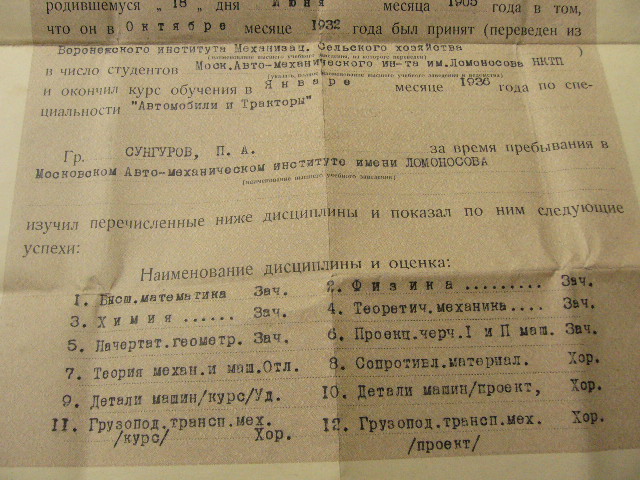 родившемуся „ 18 „ дня Июня месяца 1905 года в том,
что он в Октябре месяце 1932 года был принят (переведен из
Воронежского института Механизац. Сельского хозяйства )
в число студентов Моск.Авто-механического ин-та им.Ломоносова НКТП
и окончил курс обучения в Январе месяце 1936 года по спе-
циальности "Автомобили и Тракторы"
Гр. СУНГУРОВ, П. А. за время пребывания в
Московском Авто-механическом институте имени ЛОМОНОСОВА
(наименование высшего учебного заведения)
изучил перечисленные ниже дисциплины и показал по ним следующие
успехи:
Наименование дисциплины и оценка:
1. Высш.математика Зач. 2. Физика ......... Зач.
3. Химия ...... Зач. 4. Теоретич.механика.... Зач.
5. Начертат.геометр. Зач. 6. Проекц.черч.I и П маш. Зач.
7. Теория механ.и маш.Отл. 8. Сопротивл.материал. Хор.
9. Детали машин/курс/Уд. 10. Детали машин/проект, Хор.
11. Грузопод.трансп.мех. 12. Грузопод.трансп.мех. Хор.
/курс/ Хор. /проект/